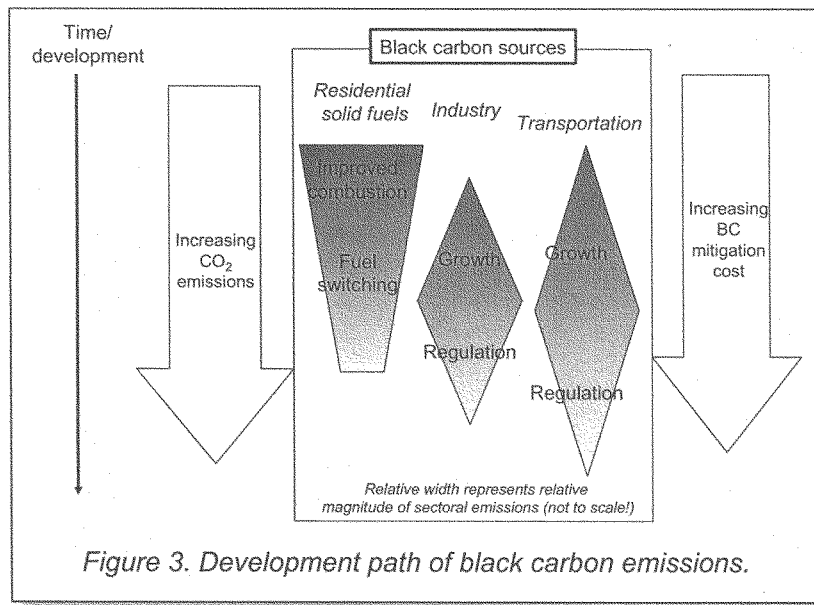 Time/
development
Black carbon sources
Residential
solid fuels
Industry
Transportation
Improved
combustion
Fuel
switching
Growth
Regulation
Growth
Regulation
Increasing
CO₂
emissions
Increasing
BC
mitigation
cost
Relative width represents relative
magnitude of sectoral emissions (not to scale!)
Figure 3. Development path of black carbon emissions.